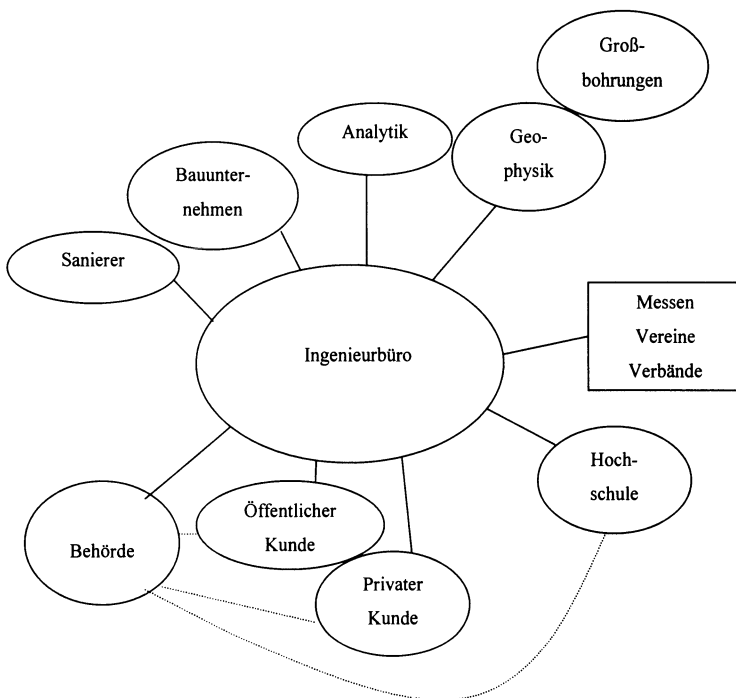 Groß-
bohrungen
Analytik
Geo-
physik
Bauunter-
nehmen
Sanierer
Messen
Vereine
Verbände
Ingenieurbüro
Hoch-
schule
Öffentlicher
Kunde
Behörde
Privater
Kunde